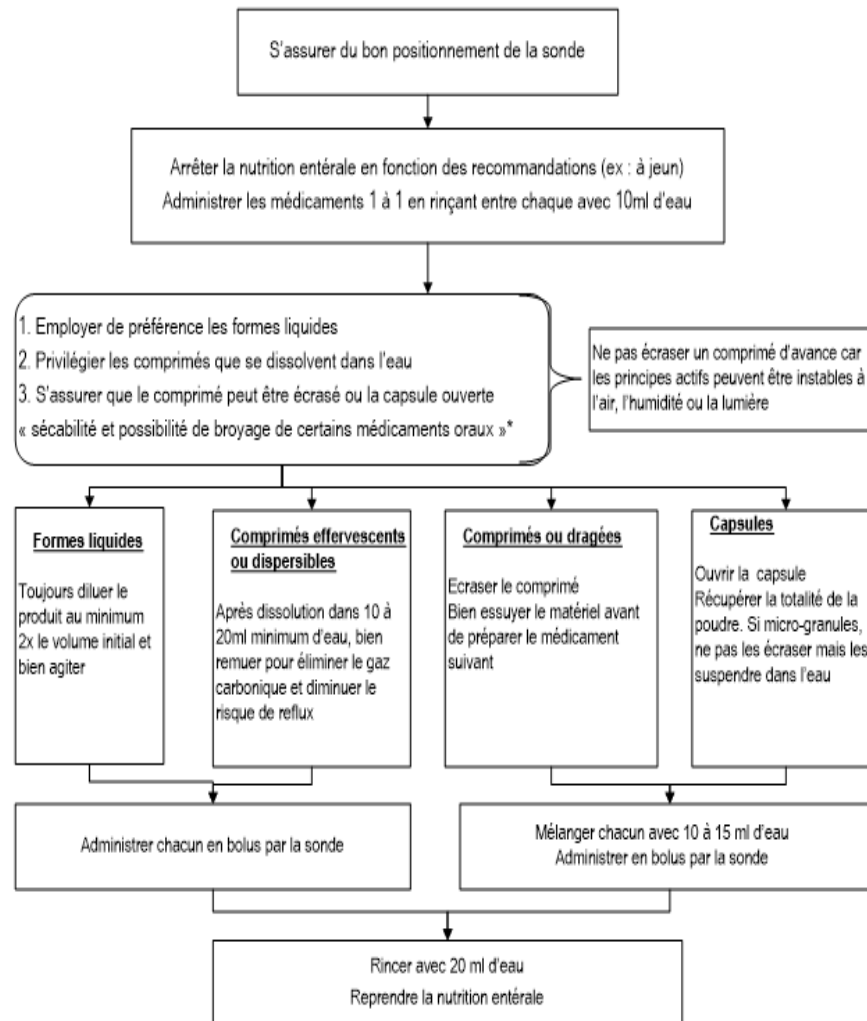 S'assurer du bon positionnement de la sonde
Arrêter la nutrition entérale en fonction des recommandations (ex : à jeun)
Administrer les médicaments 1 à 1 en rinçant entre chaque avec 10ml d'eau
1. Employer de préférence les formes liquides
2. Privilégier les comprimés que se dissolvent dans l'eau
3. S'assurer que le comprimé peut être écrasé ou la capsule ouverte
« sécabilité et possibilité de broyage de certains médicaments oraux »*
Ne pas écraser un comprimé d'avance car
les principes actifs peuvent être instables à
l'air, l'humidité ou la lumière
Formes liquides
Toujours diluer le
produit au minimum
2x le volume initial et
bien agiter
Comprimés effervescents
ou dispersibles
Après dissolution dans 10 à
20ml minimum d'eau, bien
remuer pour éliminer le gaz
carbonique et diminuer le
risque de reflux
Comprimés ou dragées
Ecraser le comprimé
Bien essuyer le matériel avant
de préparer le médicament
suivant
Capsules
Ouvrir la capsule
Récupérer la totalité de la
poudre. Si micro-granules,
ne pas les écraser mais les
suspendre dans l'eau
Administrer chacun en bolus par la sonde
Mélanger chacun avec 10 à 15 ml d'eau
Administrer en bolus par la sonde
Rincer avec 20 ml d'eau
Reprendre la nutrition entérale